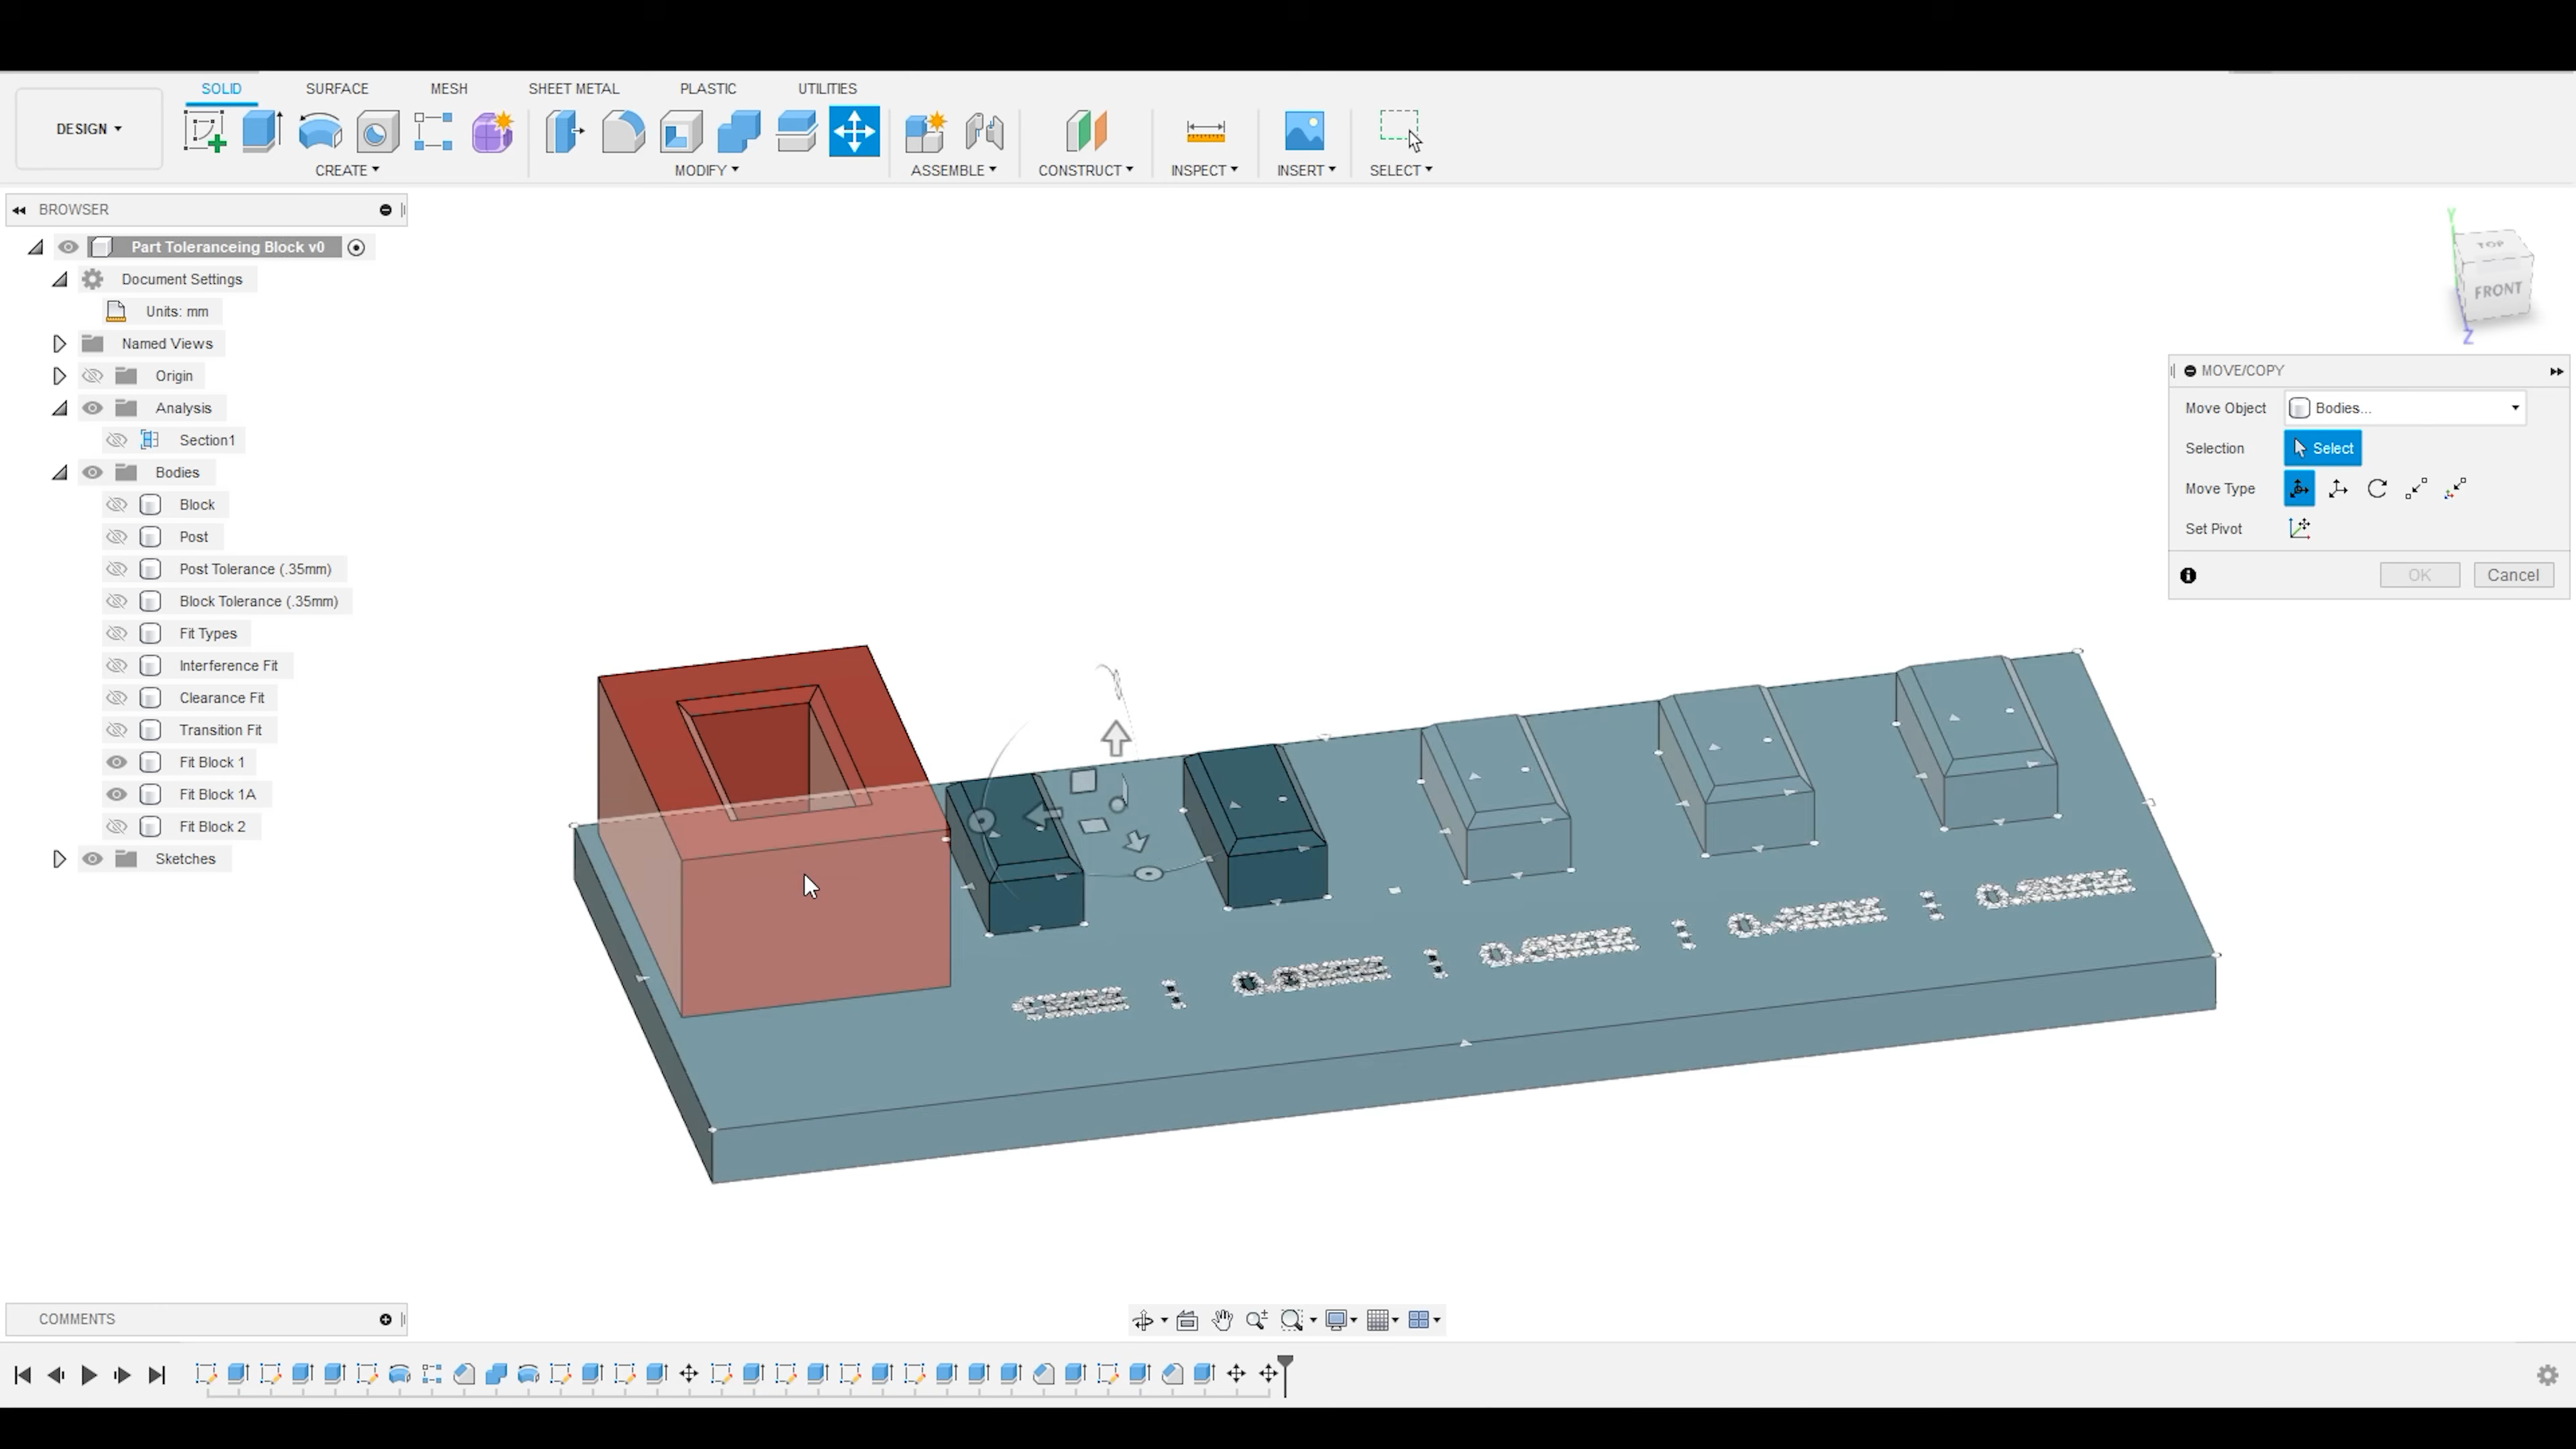 SOLID SURFACE MESH SHEET METAL PLASTIC UTILITIES
DESIGN
CREATE MODIFY ASSEMBLE CONSTRUCT INSPECT INSERT SELECT
BROWSER
Part Toleranceing Block v0
Document Settings
Units: mm
Named Views
Origin
Analysis
Section1
Bodies
Block
Post
Post Tolerance (.35mm)
Block Tolerance (.35mm)
Fit Types
Interference Fit
Clearance Fit
Transition Fit
Fit Block 1
Fit Block 1A
Fit Block 2
Sketches
Y
TOP
FRONT
Z
MOVE/COPY
Move Object Bodies...
Selection Select
Move Type
Set Pivot
OK Cancel
COMMENTS